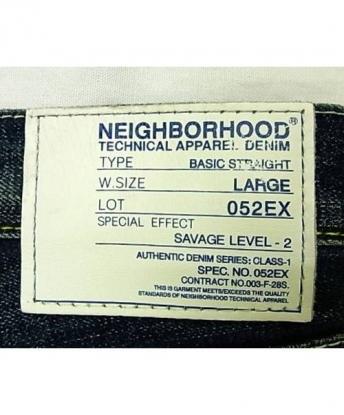 NEIGHBORHOOD®
TECHNICAL APPAREL DENIM
TYPE BASIC STRAIGHT
W.SIZE LARGE
LOT 052EX
SPECIAL EFFECT
SAVAGE LEVEL - 2
AUTHENTIC DENIM SERIES: CLASS-1
SPEC. NO. 052EX
CONTRACT NO.003-F-28S.
THIS IS GARMENT MEETS/EXCEEDS THE QUALITY
STANDARDS OF NEIGHBORHOOD TECHNICAL APPAREL